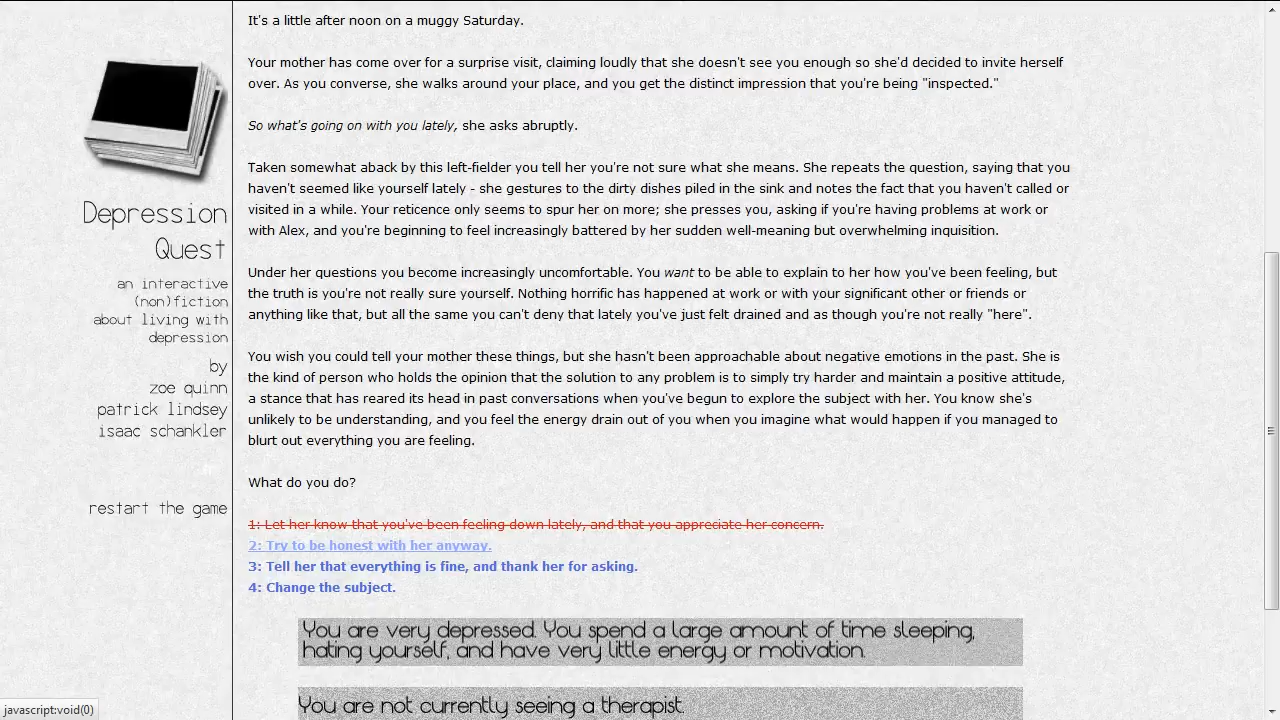 It's a little after noon on a muggy Saturday.
Your mother has come over for a surprise visit, claiming loudly that she doesn't see you enough so she'd decided to invite herself
over. As you converse, she walks around your place, and you get the distinct impression that you're being "inspected."
So what's going on with you lately, she asks abruptly.
Taken somewhat aback by this left-fielder you tell her you're not sure what she means. She repeats the question, saying that you
haven't seemed like yourself lately - she gestures to the dirty dishes piled in the sink and notes the fact that you haven't called or
visited in a while. Your reticence only seems to spur her on more; she presses you, asking if you're having problems at work or
with Alex, and you're beginning to feel increasingly battered by her sudden well-meaning but overwhelming inquisition.
Under her questions you become increasingly uncomfortable. You want to be able to explain to her how you've been feeling, but
the truth is you're not really sure yourself. Nothing horrific has happened at work or with your significant other or friends or
anything like that, but all the same you can't deny that lately you've just felt drained and as though you're not really "here".
You wish you could tell your mother these things, but she hasn't been approachable about negative emotions in the past. She is
the kind of person who holds the opinion that the solution to any problem is to simply try harder and maintain a positive attitude,
a stance that has reared its head in past conversations when you've begun to explore the subject with her. You know she's
unlikely to be understanding, and you feel the energy drain out of you when you imagine what would happen if you managed to
blurt out everything you are feeling.
What do you do?
1: Let her know that you've been feeling down lately, and that you appreciate her concern.
2: Try to be honest with her anyway.
3: Tell her that everything is fine, and thank her for asking.
4: Change the subject.
You are very depressed. You spend a large amount of time sleeping,
hating yourself, and have very little energy or motivation.
You are not currently seeing a therapist.
Depression
Quest
an interactive
(non)fiction
about living with
depression
by
zoe quinn
patrick lindsey
isaac schankler
restart the game
javascript:void(0)